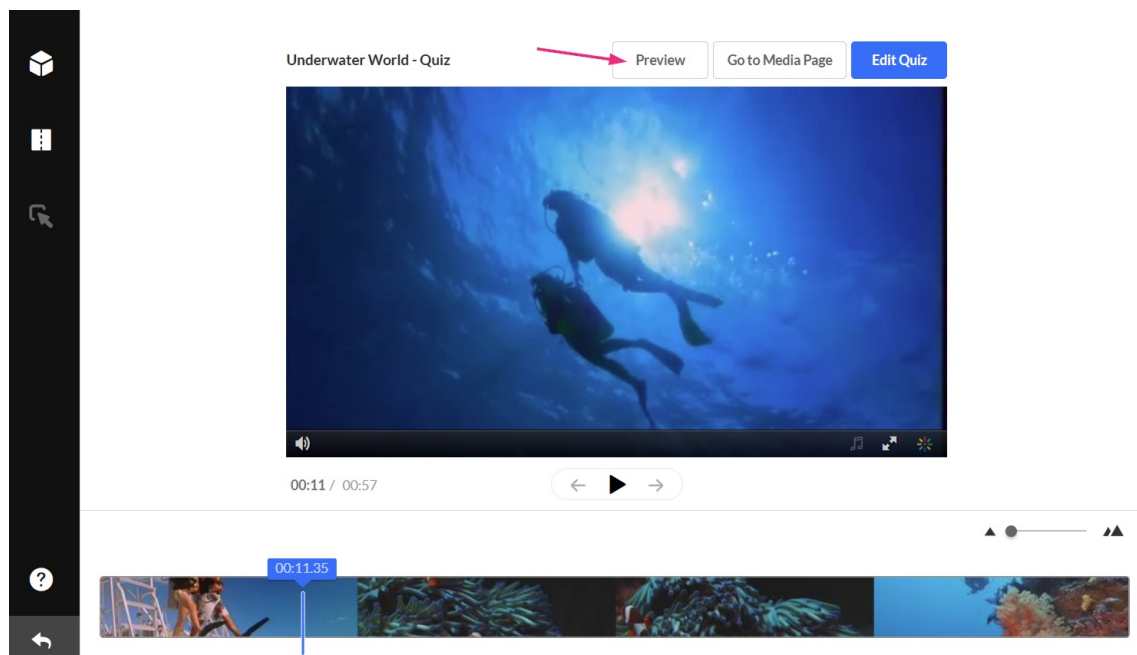 Underwater World - Quiz
Preview
Go to Media Page
Edit Quiz
00:11 / 00:57
00:11.35
?